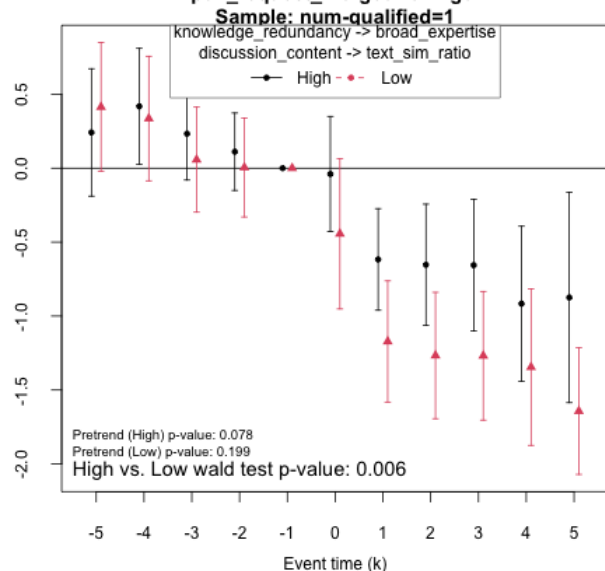 Sample: num-qualified=1
knowledge_redundancy -> broad_expertise
discussion_content -> text_sim_ratio
High Low
0.5
0.0
-0.5
-1.0
-1.5
-2.0
Pretrend (High) p-value: 0.078
Pretrend (Low) p-value: 0.199
High vs. Low wald test p-value: 0.006
-5 -4 -3 -2 -1 0 1 2 3 4 5
Event time (k)